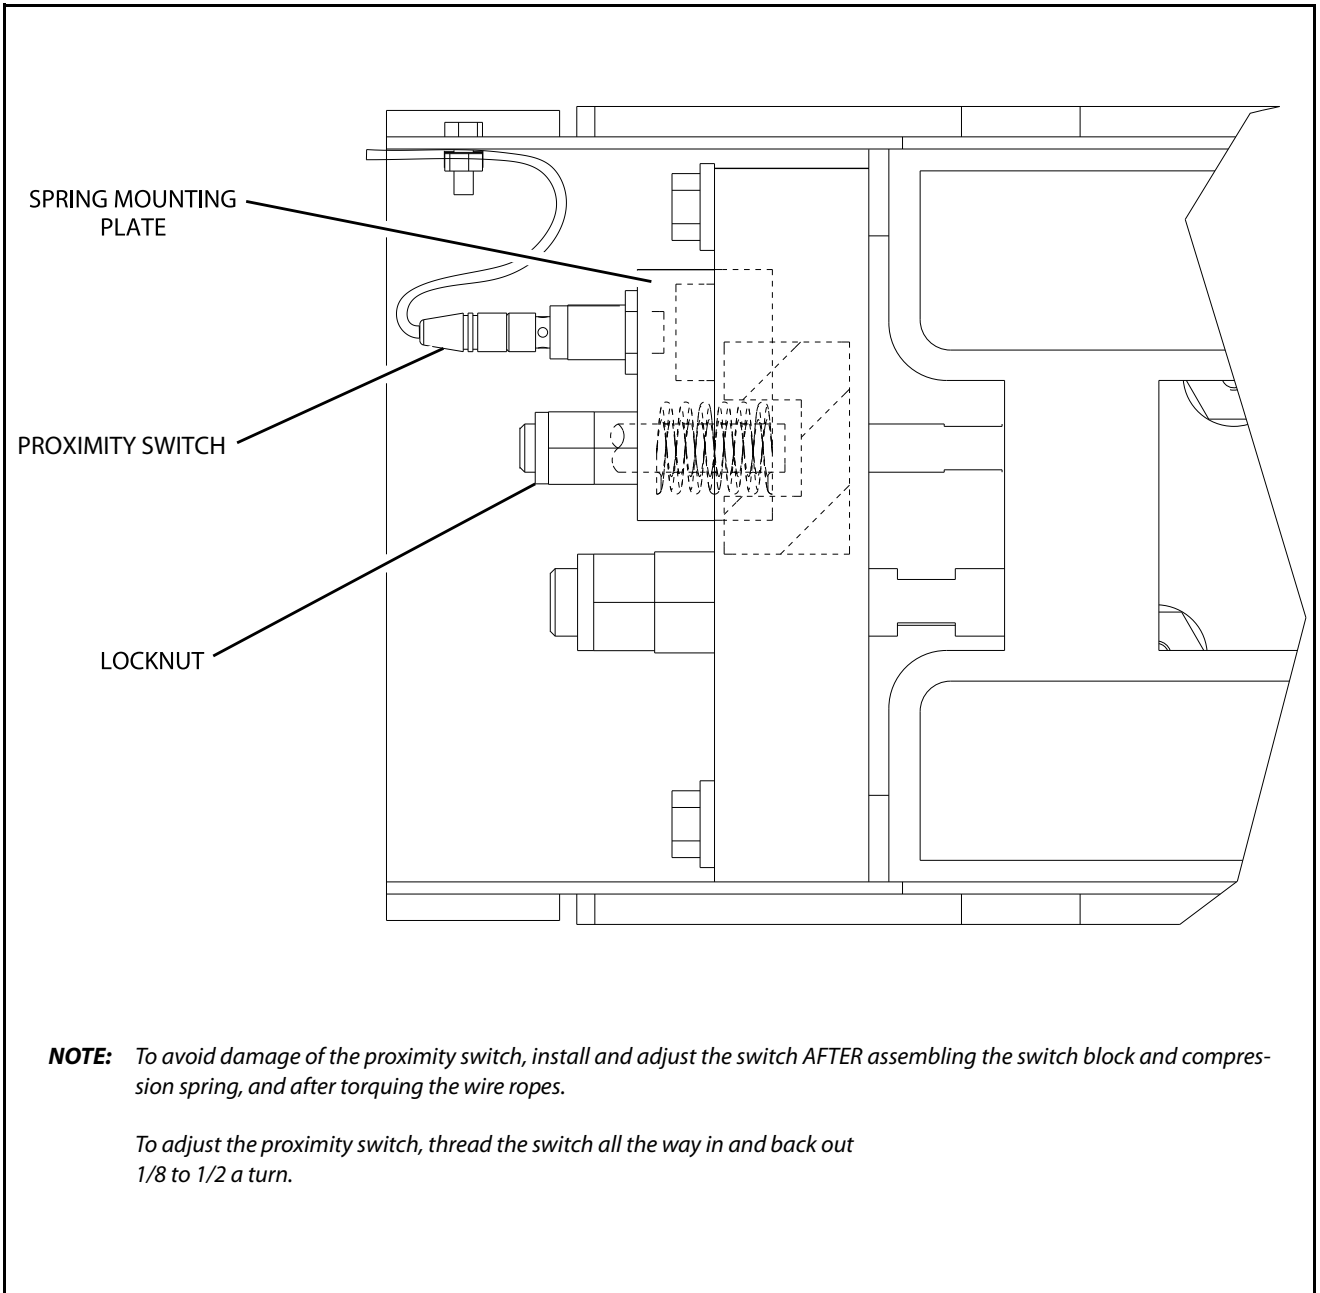 SPRING MOUNTING
PLATE
PROXIMITY SWITCH
LOCKNUT
NOTE: To avoid damage of the proximity switch, install and adjust the switch AFTER assembling the switch block and compres-
sion spring, and after torquing the wire ropes.
To adjust the proximity switch, thread the switch all the way in and back out
1/8 to 1/2 a turn.